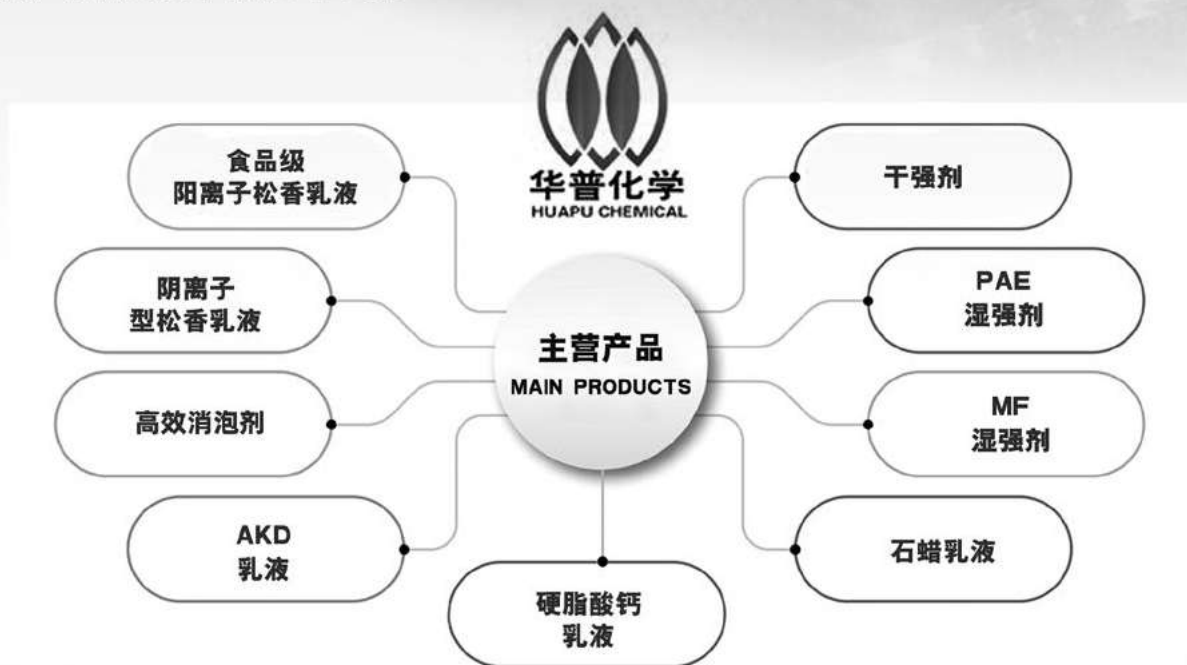 华普化学
HUAPU CHEMICAL
主营产品
MAIN PRODUCTS
食品级
阳离子松香乳液
阴离子
型松香乳液
高效消泡剂
AKD
乳液
硬脂酸钙
乳液
干强剂
PAE
湿强剂
MF
湿强剂
石蜡乳液